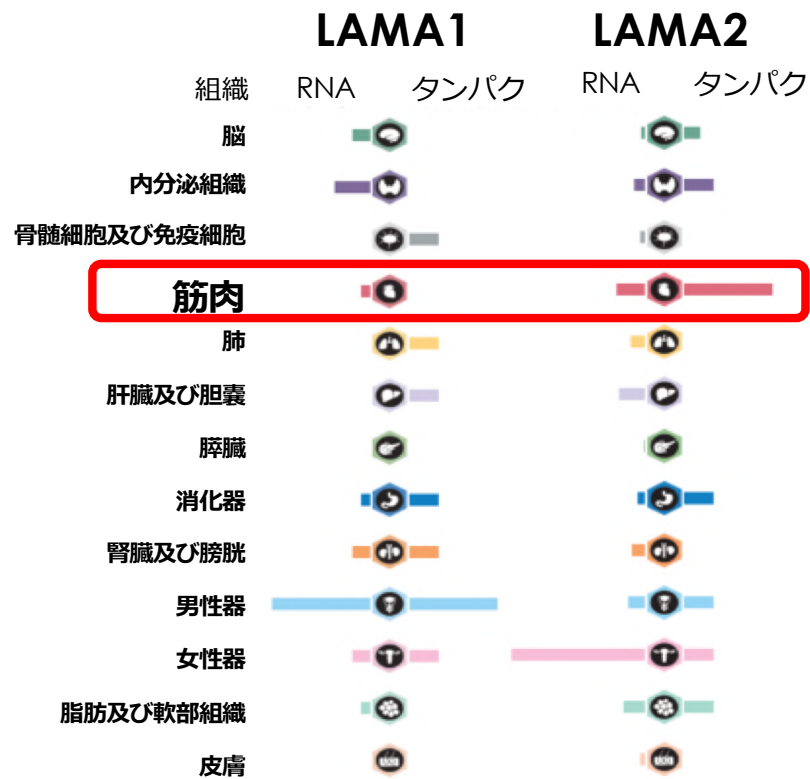 LAMA1 LAMA2
組織 RNA タンパク RNA タンパク
脳
内分泌組織
骨髄細胞及び免疫細胞
筋肉
肺
肝臓及び胆嚢
膵臓
消化器
腎臓及び膀胱
男性器
女性器
脂肪及び軟部組織
皮膚